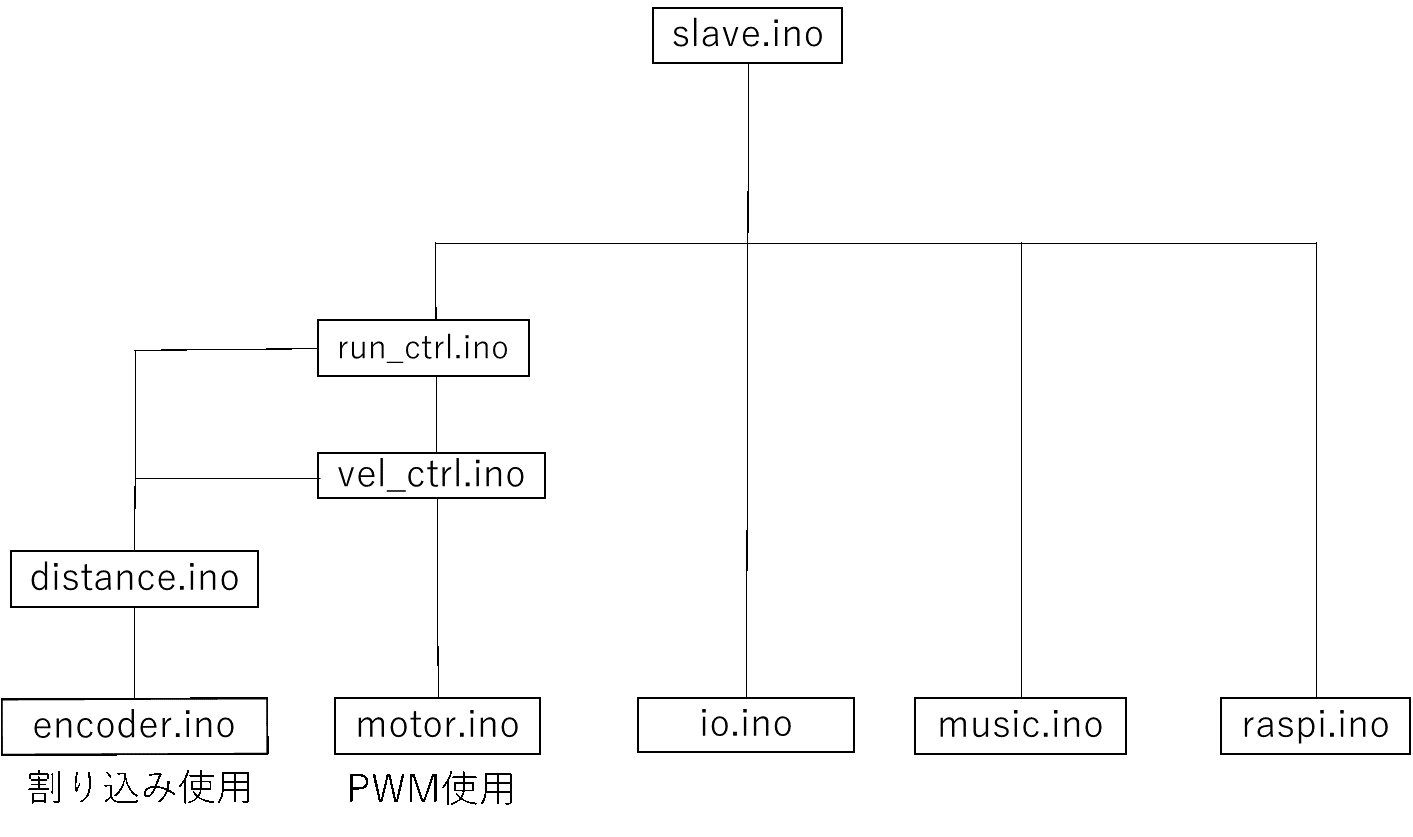 slave.ino
run_ctrl.ino
vel_ctrl.ino
distance.ino
encoder.ino
motor.ino
io.ino
music.ino
raspi.ino
割り込み使用
PWM使用